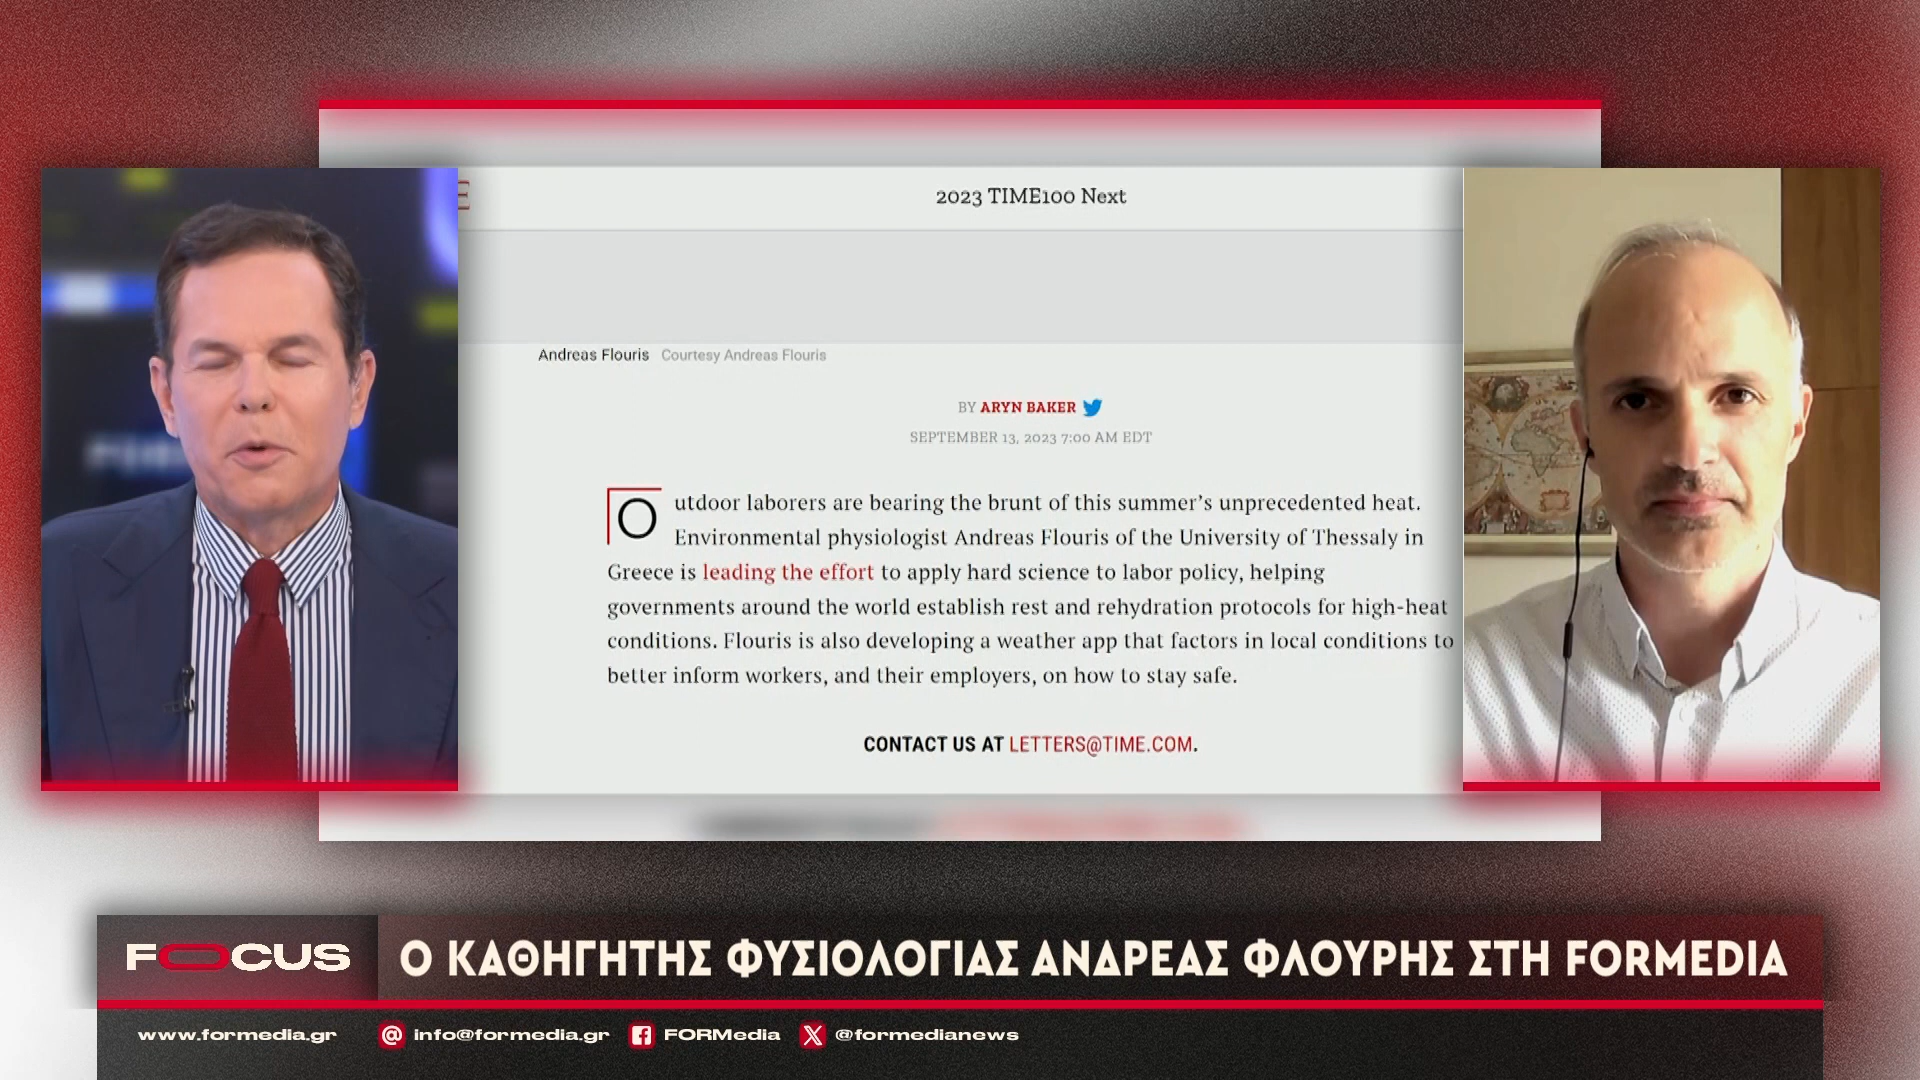 E
2023 TIME100 Next
Andreas Flouris Courtesy Andreas Flouris
BY ARYN BAKER
SEPTEMBER 13, 2023 7:00 AM EDT
Outdoor laborers are bearing the brunt of this summer's unprecedented heat.
Environmental physiologist Andreas Flouris of the University of Thessaly in
Greece is leading the effort to apply hard science to labor policy, helping
governments around the world establish rest and rehydration protocols for high-heat
conditions. Flouris is also developing a weather app that factors in local conditions to
better inform workers, and their employers, on how to stay safe.
CONTACT US AT LETTERS@TIME.COM.
FOCUS
Ο ΚΑΘΗΓΗΤΗΣ ΦΥΣΙΟΛΟΓΙΑΣ ΑΝΔΡΕΑΣ ΦΛΟΥΡΗΣ ΣΤΗ FORMEDIA
www.formedia.gr info@formedia.gr FORMedia @formedianews